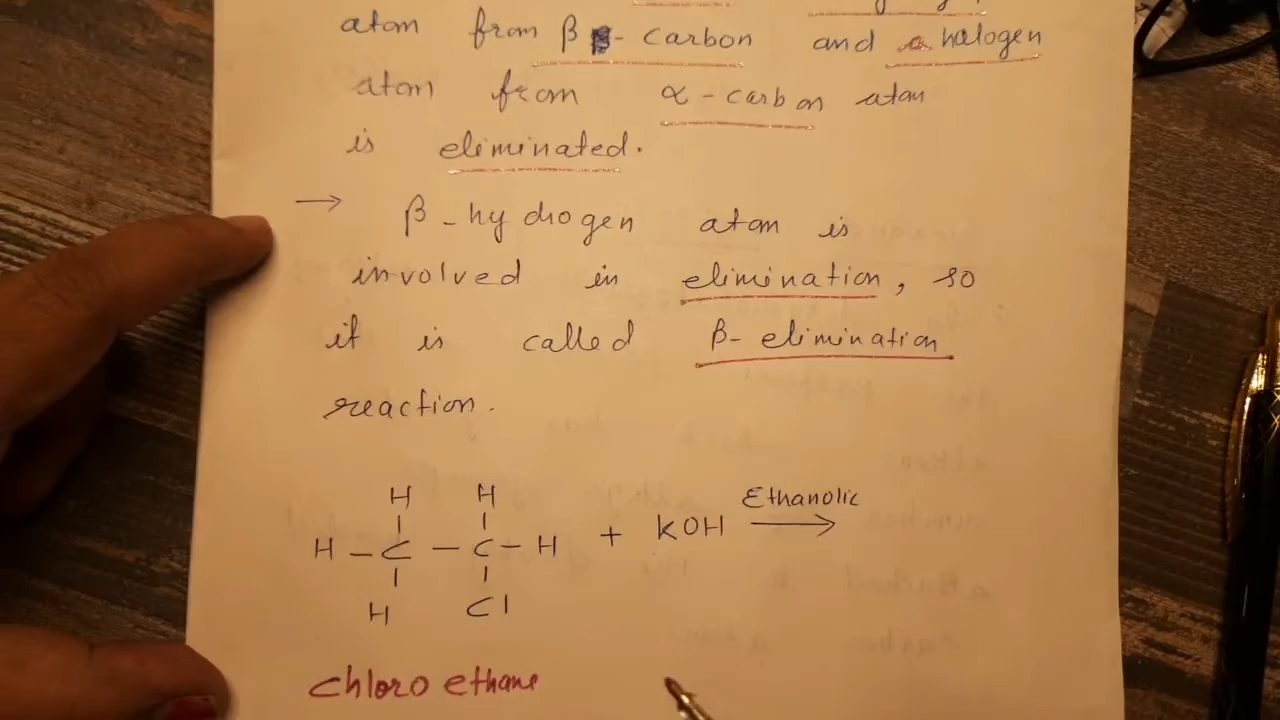 atom from β - carbon and halogen
atom from α - carbon atom
is eliminated.
→ β - hydrogen atom is
involved in elimination, so
it is called β - elimination
reaction.
H H
H - C - C - H + KOH Ethanolic →
H Cl
chloro ethane